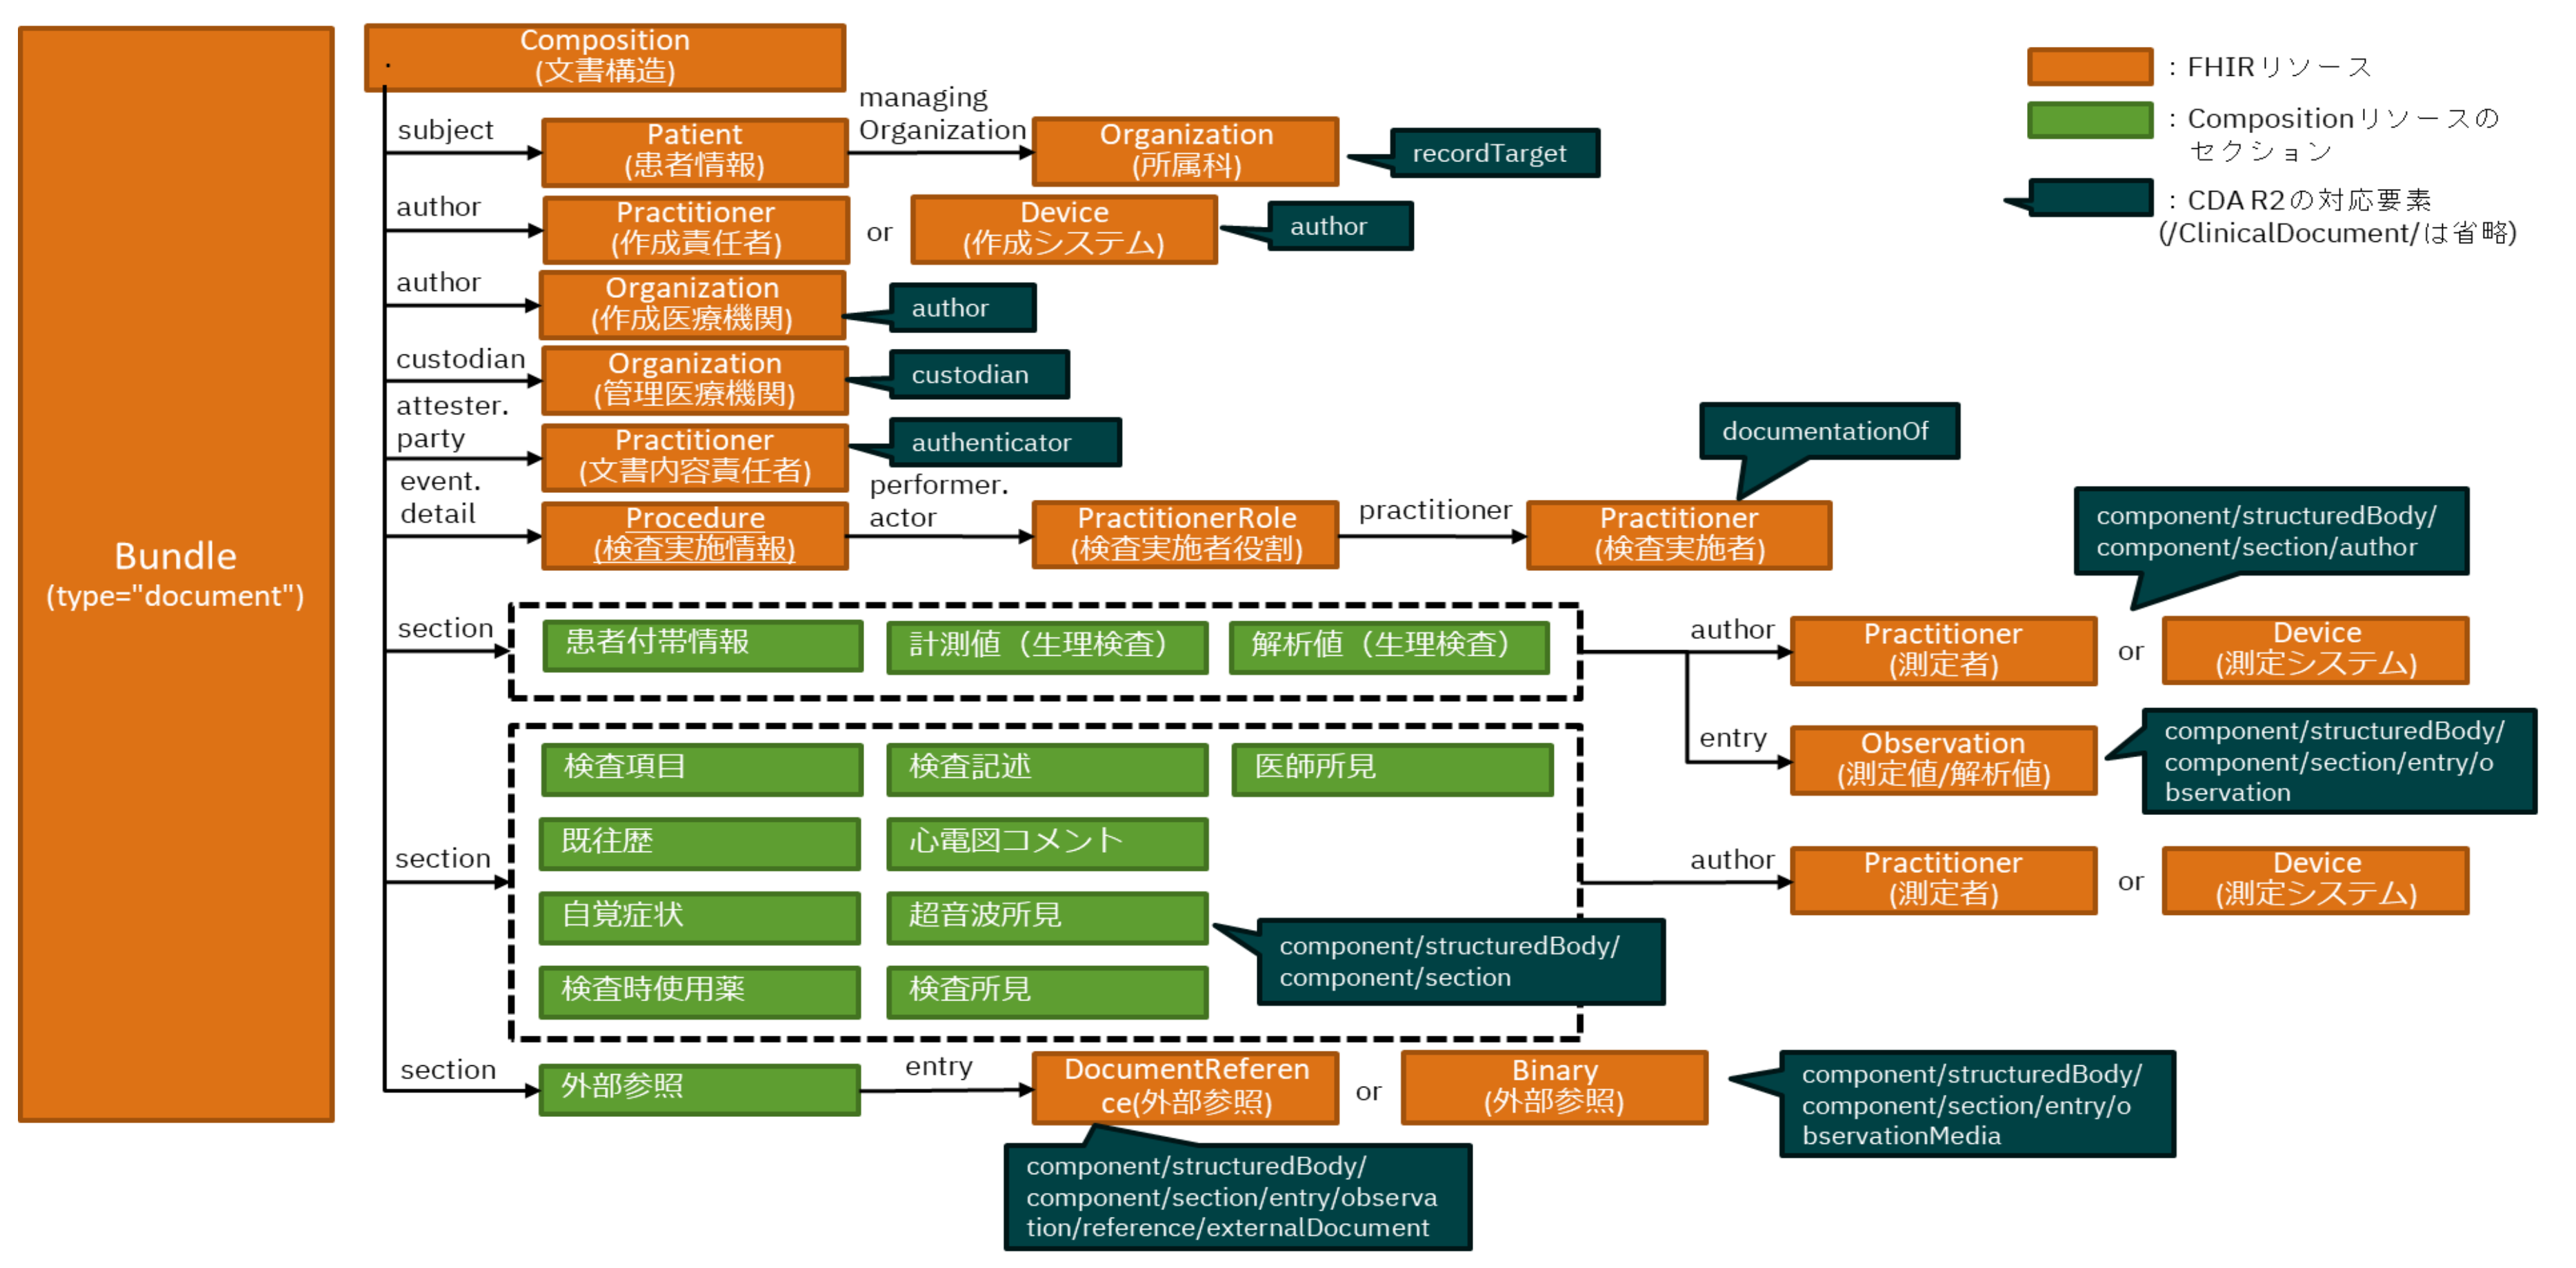 Bundle
(type="document")
Composition
(文書構造)
subject
Patient
(患者情報)
managing
Organization
Organization
(所属科)
recordTarget
author
Practitioner
(作成責任者)
or
Device
(作成システム)
author
author
Organization
(作成医療機関)
author
custodian
Organization
(管理医療機関)
custodian
attester.
party
Practitioner
(文書内容責任者)
authenticator
event.
detail
Procedure
(検査実施情報)
performer.
actor
PractitionerRole
(検査実施者役割)
practitioner
Practitioner
(検査実施者)
documentationOf
section
患者付帯情報
計測値（生理検査）
解析値（生理検査）
author
Practitioner
(測定者)
or
Device
(測定システム)
component/structuredBody/
component/section/author
entry
Observation
(測定値/解析値)
component/structuredBody/
component/section/entry/o
bservation
section
検査項目
検査記述
医師所見
既往歴
心電図コメント
自覚症状
超音波所見
検査時使用薬
検査所見
component/structuredBody/
component/section
author
Practitioner
(測定者)
or
Device
(測定システム)
section
外部参照
entry
DocumentReferen
ce(外部参照)
or
Binary
(外部参照)
component/structuredBody/
component/section/entry/o
bservationMedia
component/structuredBody/
component/section/entry/observa
tion/reference/externalDocument
：FHIRリソース
：Compositionリソースの
セクション
：CDA R2の対応要素
(/ClinicalDocument/は省略)